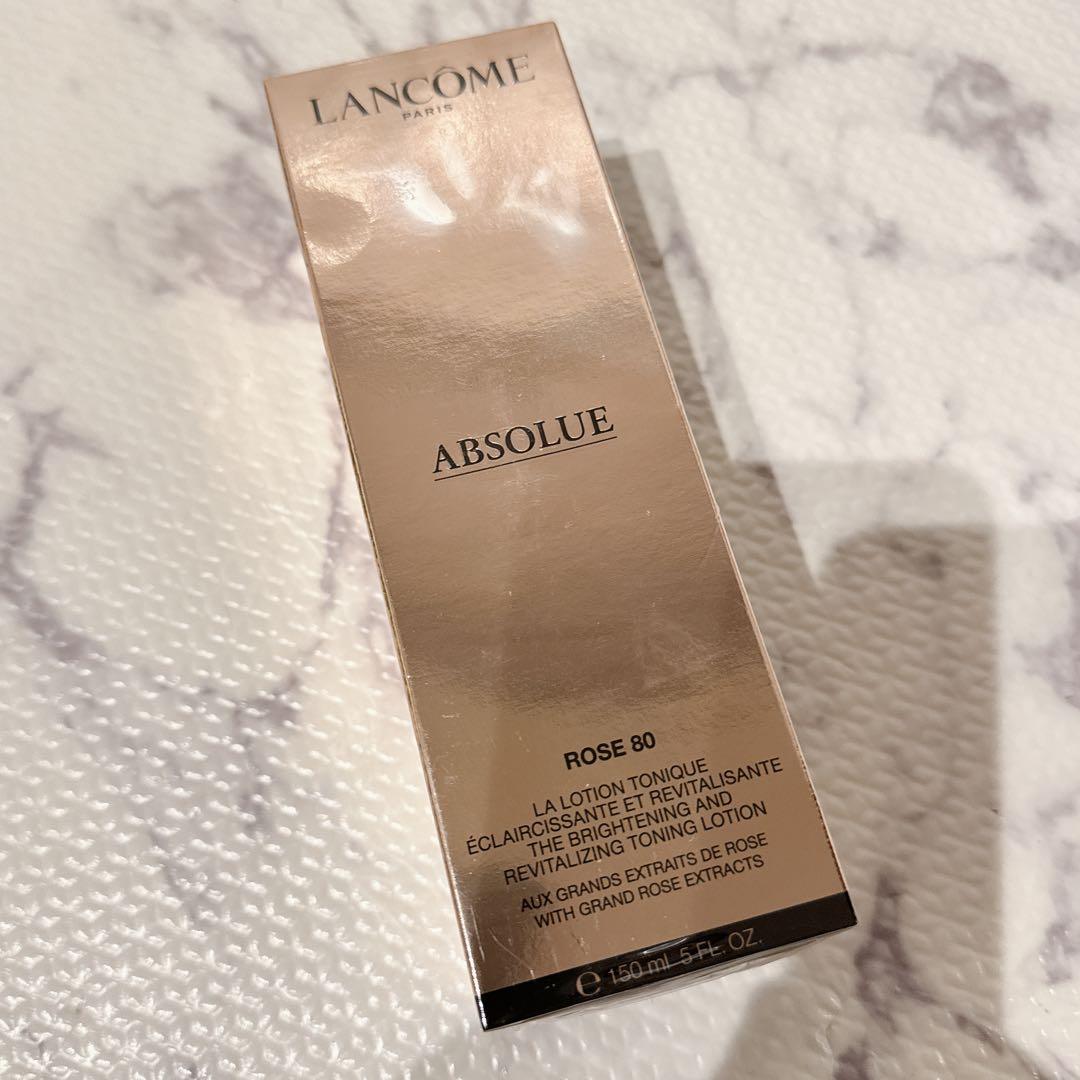 LANCÔME
PARIS
ABSOLUE
ROSE 80
LA LOTION TONIQUE
ÉCLAIRCISSANTE ET REVITALISANTE
THE BRIGHTENING AND
REVITALIZING TONING LOTION
AUX GRANDS EXTRAITS DE ROSE
WITH GRAND ROSE EXTRACTS
℮ 150 ml 5 FL. OZ.